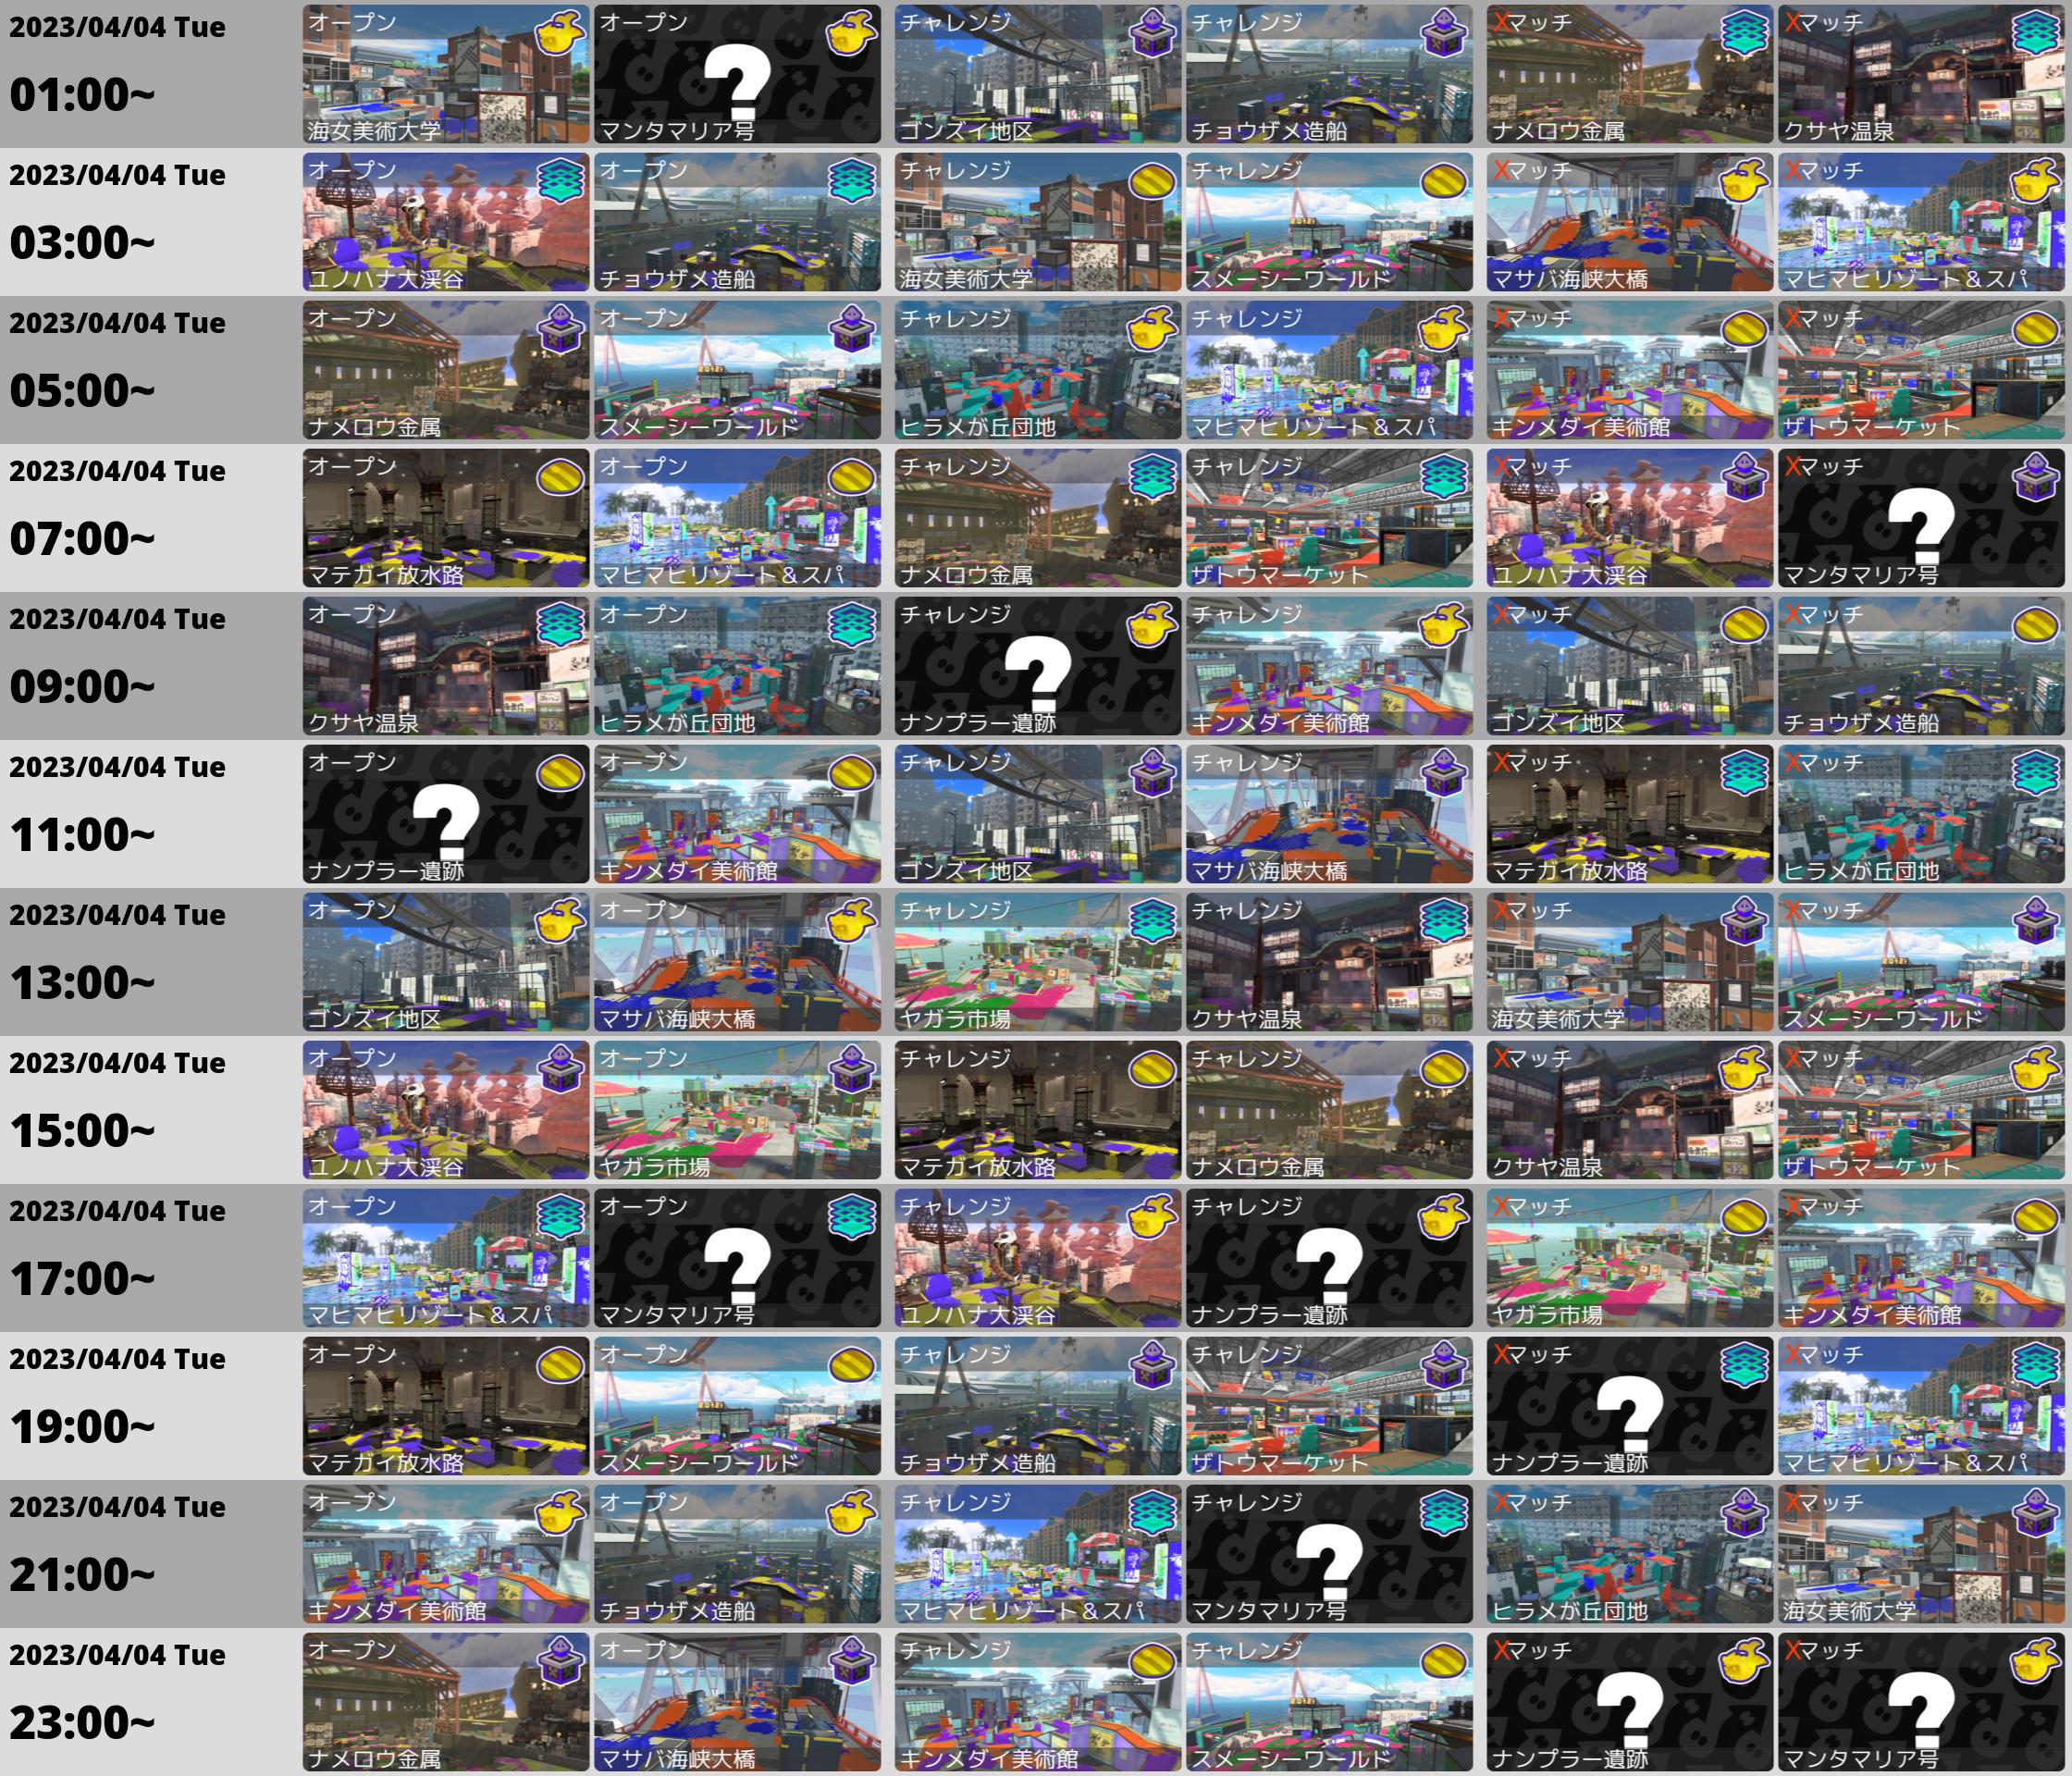 2023/04/04 Tue
01:00~
オープン
海女美術大学
オープン
マンタマリア号
チャレンジ
ゴンズイ地区
チャレンジ
チョウザメ造船
Xマッチ
ナメロウ金属
Xマッチ
クサヤ温泉
2023/04/04 Tue
03:00~
オープン
ユノハナ大渓谷
オープン
チョウザメ造船
チャレンジ
海女美術大学
チャレンジ
スメーシーワールド
Xマッチ
マサバ海峡大橋
Xマッチ
マヒマヒリゾート＆スパ
2023/04/04 Tue
05:00~
オープン
ナメロウ金属
オープン
スメーシーワールド
チャレンジ
ヒラメが丘団地
チャレンジ
マヒマヒリゾート＆スパ
Xマッチ
キンメダイ美術館
Xマッチ
ザトウマーケット
2023/04/04 Tue
07:00~
オープン
マテガイ放水路
オープン
マヒマヒリゾート＆スパ
チャレンジ
ナメロウ金属
チャレンジ
ザトウマーケット
Xマッチ
ユノハナ大渓谷
Xマッチ
マンタマリア号
2023/04/04 Tue
09:00~
オープン
クサヤ温泉
オープン
ヒラメが丘団地
チャレンジ
ナンプラー遺跡
チャレンジ
キンメダイ美術館
Xマッチ
ゴンズイ地区
Xマッチ
チョウザメ造船
2023/04/04 Tue
11:00~
オープン
ナンプラー遺跡
オープン
キンメダイ美術館
チャレンジ
ゴンズイ地区
チャレンジ
マサバ海峡大橋
Xマッチ
マテガイ放水路
Xマッチ
ヒラメが丘団地
2023/04/04 Tue
13:00~
オープン
ゴンズイ地区
オープン
マサバ海峡大橋
チャレンジ
ヤガラ市場
チャレンジ
クサヤ温泉
Xマッチ
海女美術大学
Xマッチ
スメーシーワールド
2023/04/04 Tue
15:00~
オープン
ユノハナ大渓谷
オープン
ヤガラ市場
チャレンジ
マテガイ放水路
チャレンジ
ナメロウ金属
Xマッチ
クサヤ温泉
Xマッチ
ザトウマーケット
2023/04/04 Tue
17:00~
オープン
マヒマヒリゾート＆スパ
オープン
マンタマリア号
チャレンジ
ユノハナ大渓谷
チャレンジ
ナンプラー遺跡
Xマッチ
ヤガラ市場
Xマッチ
キンメダイ美術館
2023/04/04 Tue
19:00~
オープン
マテガイ放水路
オープン
スメーシーワールド
チャレンジ
チョウザメ造船
チャレンジ
ザトウマーケット
Xマッチ
ナンプラー遺跡
Xマッチ
マヒマヒリゾート＆スパ
2023/04/04 Tue
21:00~
オープン
キンメダイ美術館
オープン
チョウザメ造船
チャレンジ
マヒマヒリゾート＆スパ
チャレンジ
マンタマリア号
Xマッチ
ヒラメが丘団地
Xマッチ
海女美術大学
2023/04/04 Tue
23:00~
オープン
ナメロウ金属
オープン
マサバ海峡大橋
チャレンジ
キンメダイ美術館
チャレンジ
スメーシーワールド
Xマッチ
ナンプラー遺跡
Xマッチ
マンタマリア号